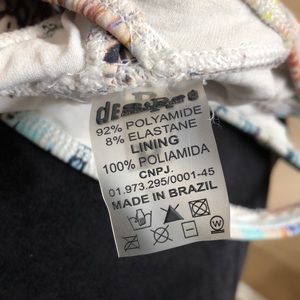 92% POLYAMIDE
8% ELASTANE
LINING
100% POLIAMIDA
CNPJ.
01.973.295/0001-45
MADE IN BRAZIL
W